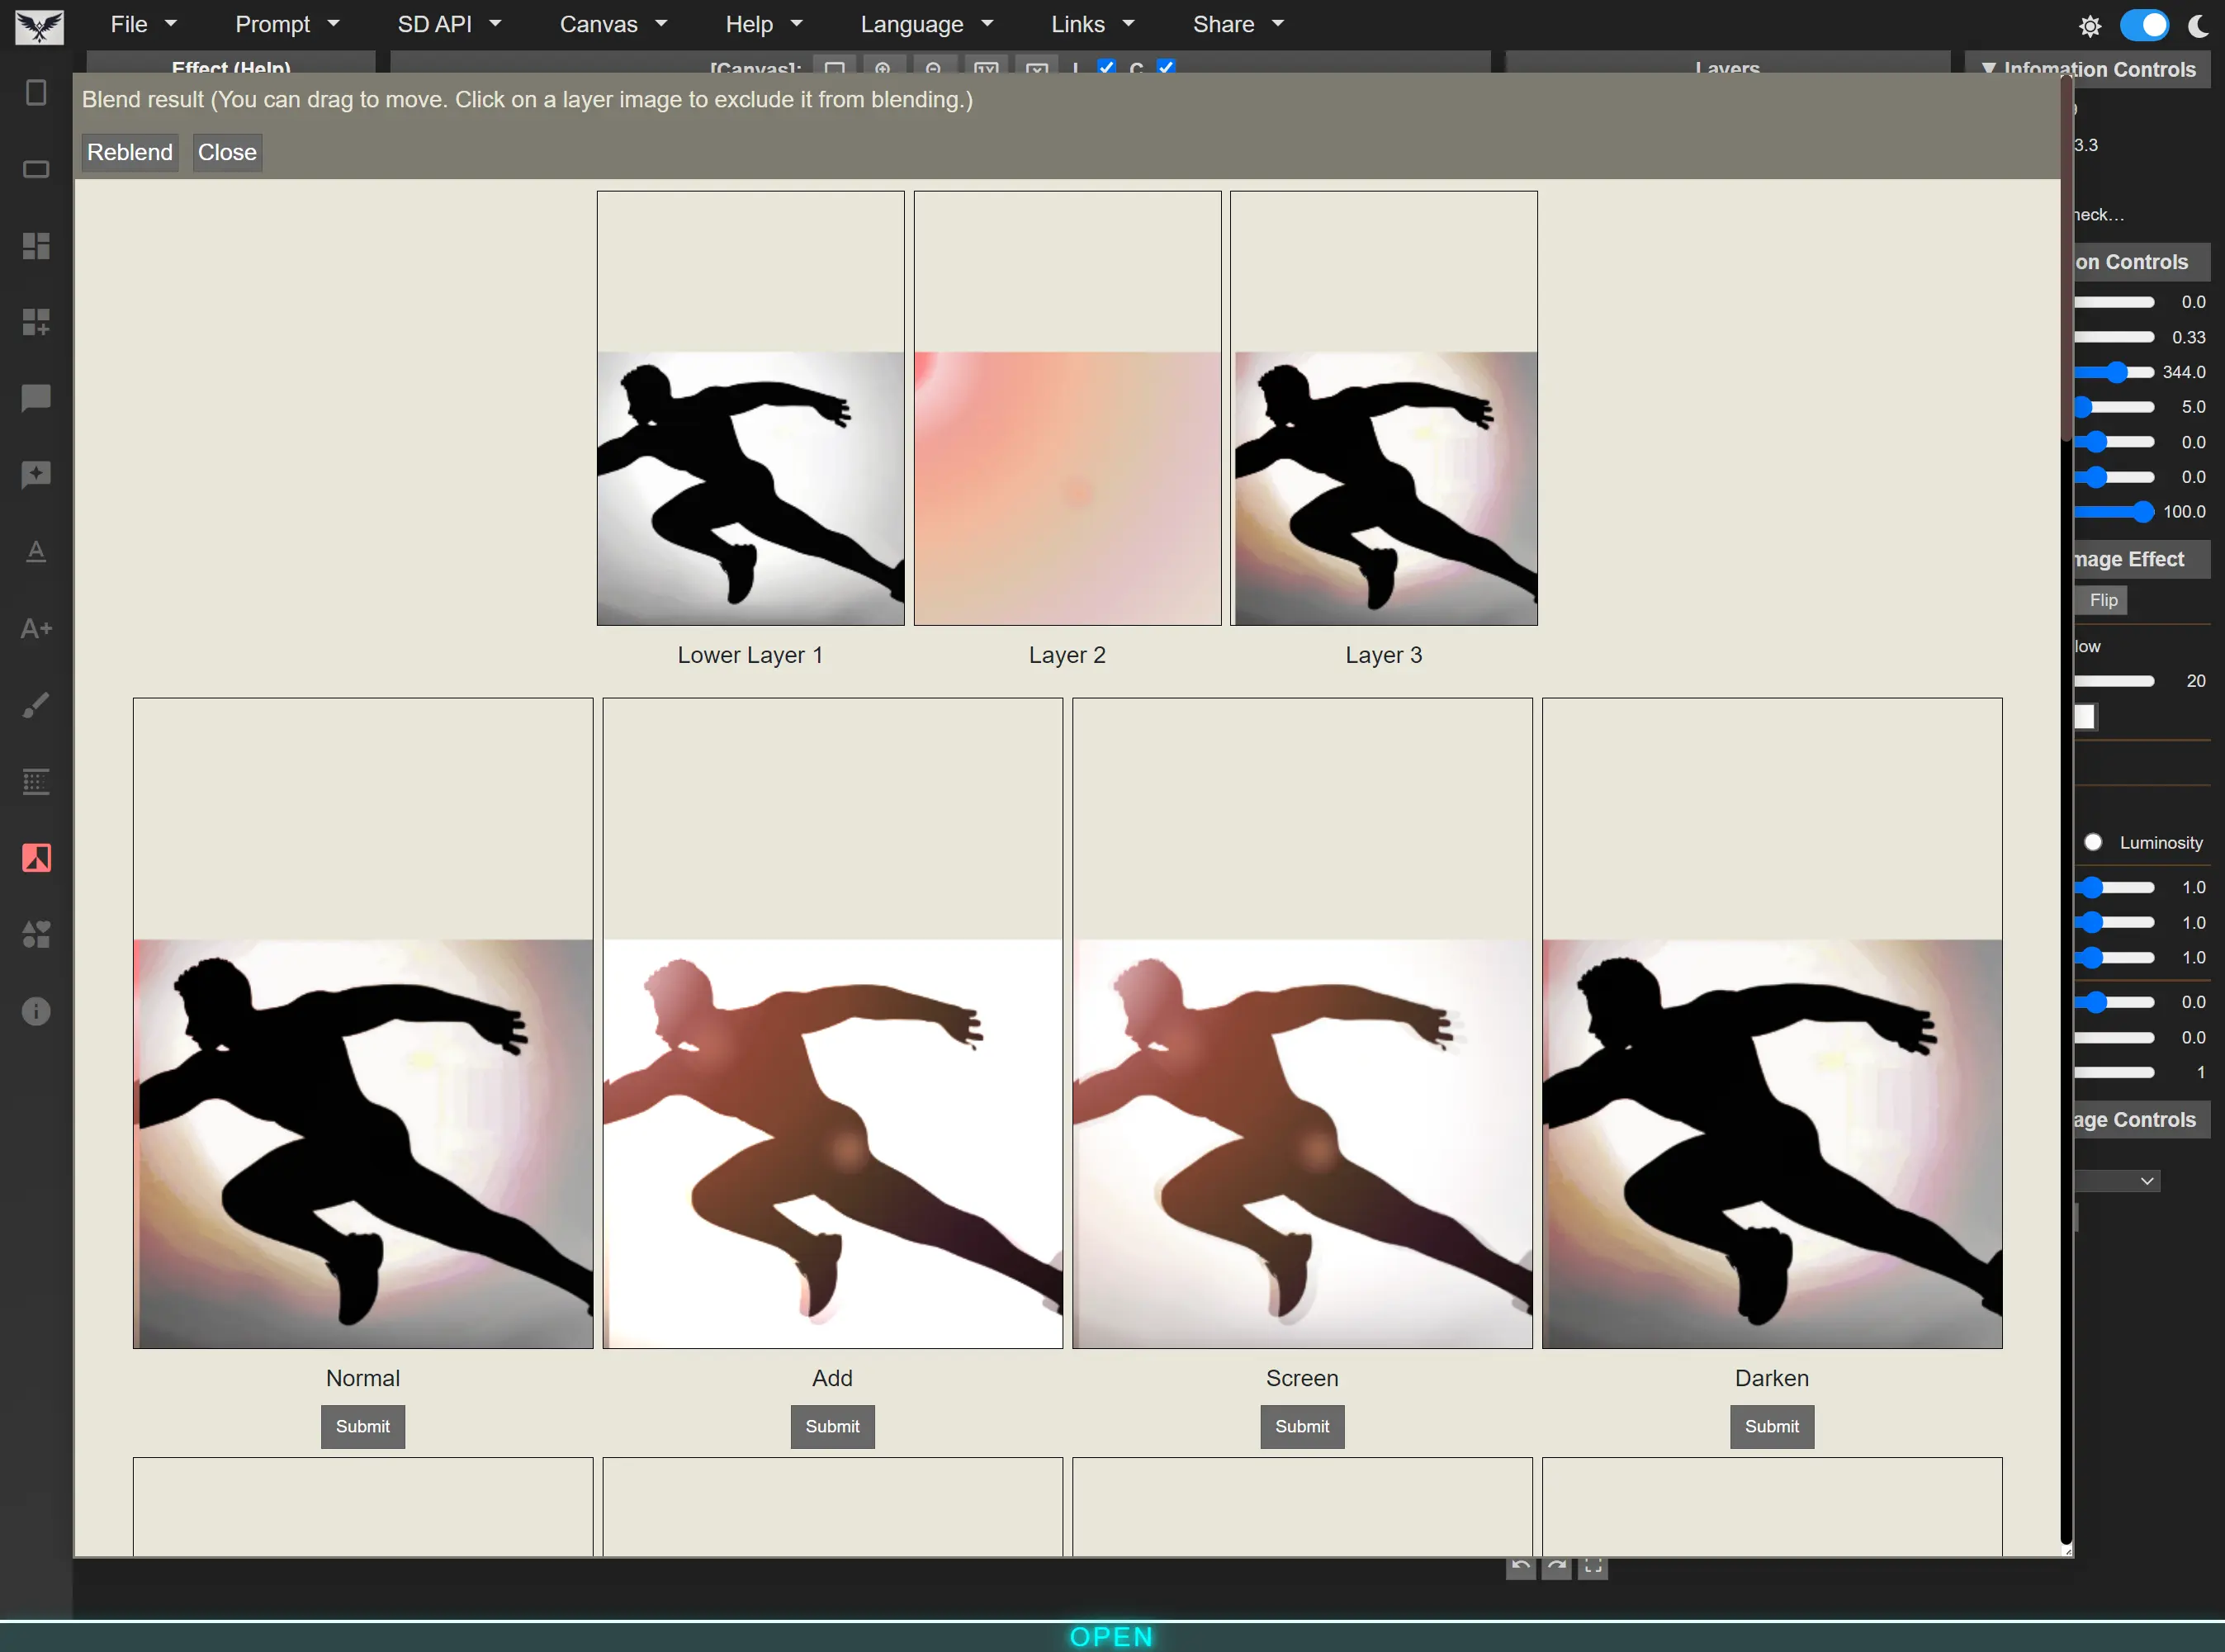 File Prompt SD API Canvas Help Language Links Share
Effect (Help) [Canvas]: Layers ▼ Infomation Controls
Blend result (You can drag to move. Click on a layer image to exclude it from blending.)
Reblend Close
3.3
heck…
on Controls
0.0
0.33
344.0
5.0
0.0
0.0
100.0
mage Effect
Flip
low
20
Lower Layer 1 Layer 2 Layer 3
Luminosity
1.0
1.0
1.0
0.0
0.0
1
age Controls
Normal Add Screen Darken
Submit Submit Submit Submit
OPEN